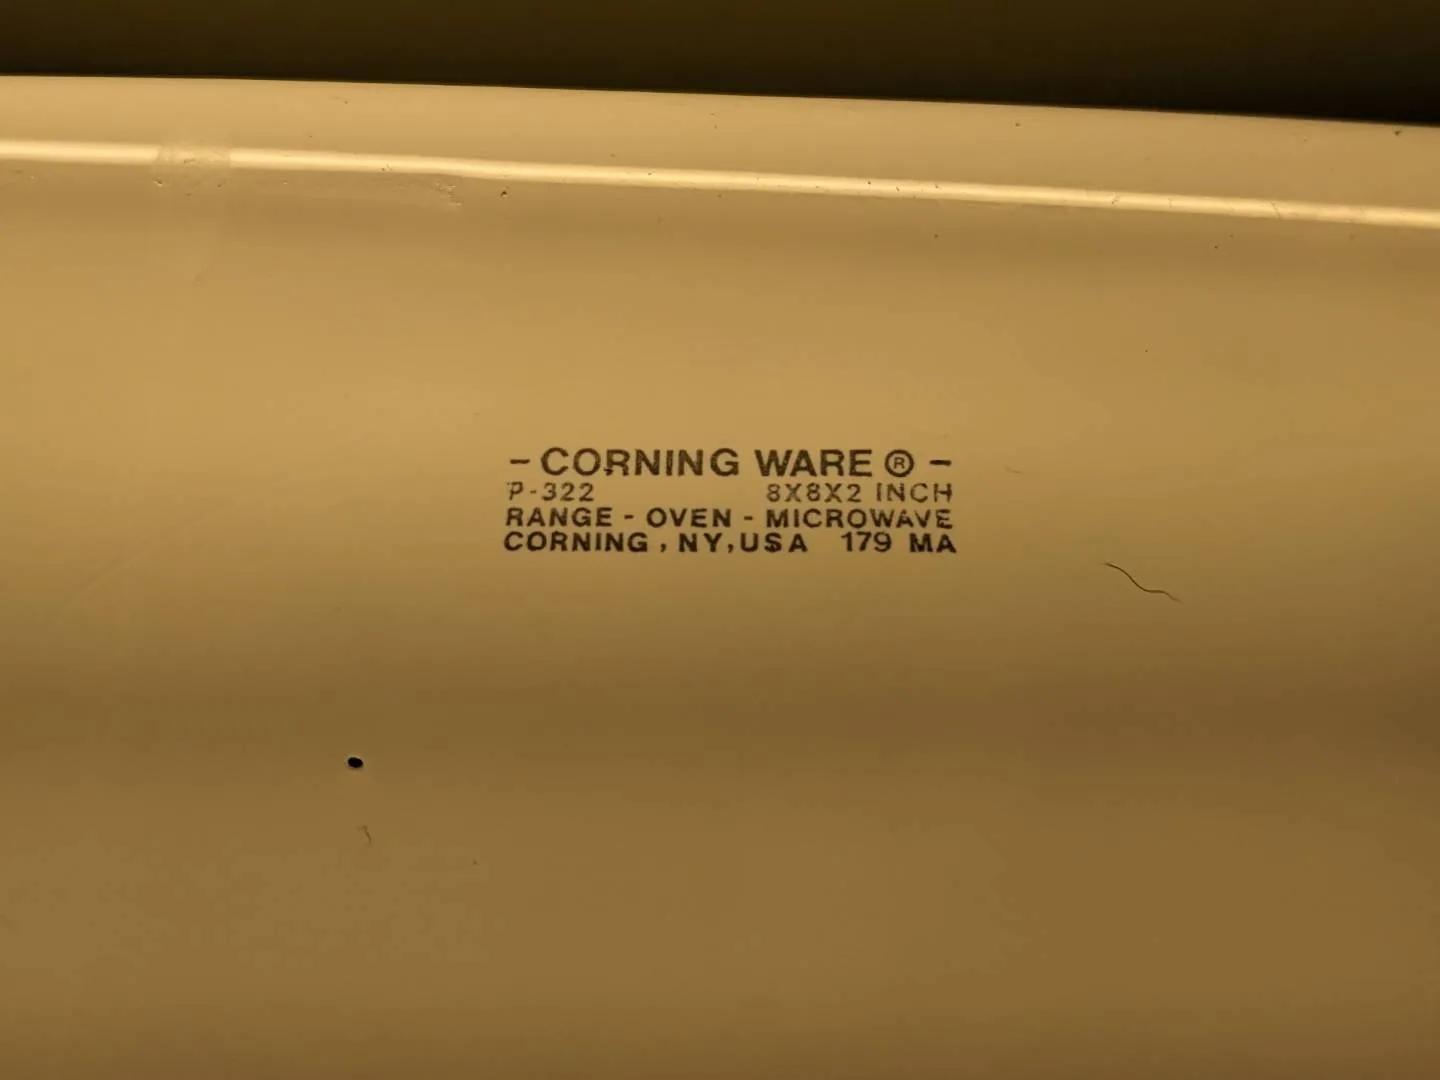 - CORNING WARE ® -
P-322 8X8X2 INCH
RANGE - OVEN - MICROWAVE
CORNING, NY, USA 179 MA